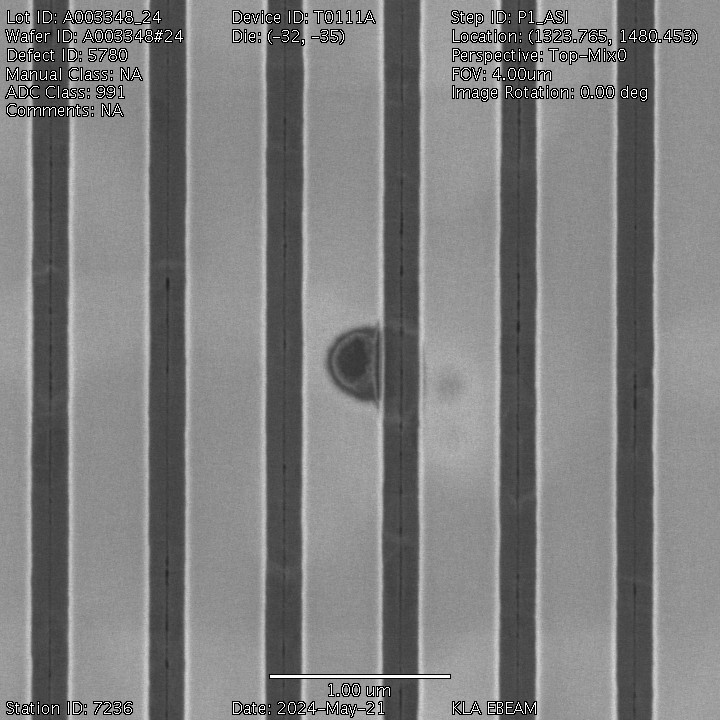 Lot ID: A003348_24 Device ID: T0111A Step ID: P1_ASI
Wafer ID: A003348#24 Die: (-32, -35) Location: (1323.765, 1480.453)
Defect ID: 5780 Perspective: Top-Mix0
Manual Class: NA FOV: 4.00um
ADC Class: 991 Image Rotation: 0.00 deg
Comments: NA
1.00 um
Station ID: 7236 Date: 2024-May-21 KLA EBEAM